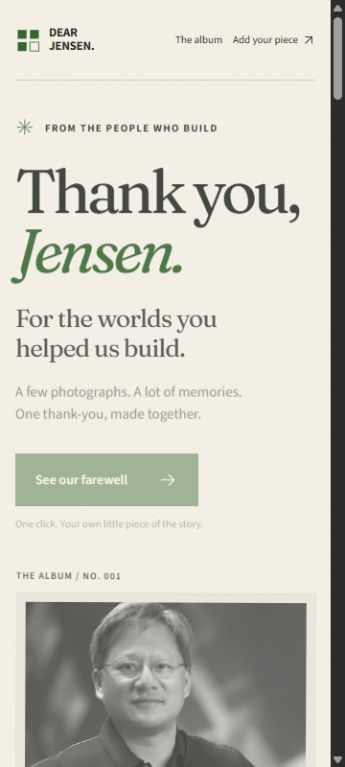 DEAR
JENSEN.
The album Add your piece
FROM THE PEOPLE WHO BUILD
Thank you,
Jensen.
For the worlds you
helped us build.
A few photographs. A lot of memories.
One thank-you, made together.
See our farewell
One click. Your own little piece of the story.
THE ALBUM / NO. 001